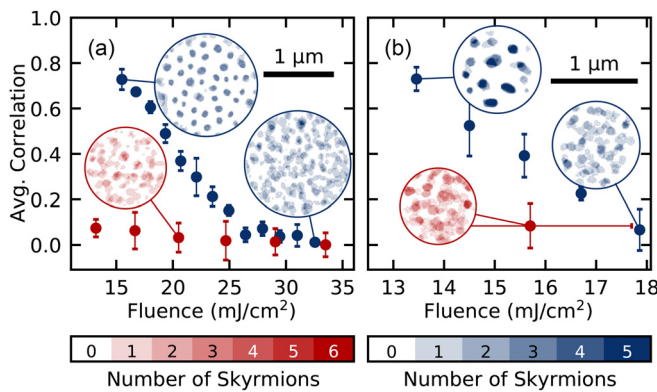 (a)
1 μm
(b)
1 μm
Avg. Correlation
1.0
0.8
0.6
0.4
0.2
0.0
15 20 25 30 35
13 14 15 16 17 18
Fluence (mJ/cm²)
Fluence (mJ/cm²)
0 1 2 3 4 5 6
0 1 2 3 4 5
Number of Skyrmions
Number of Skyrmions